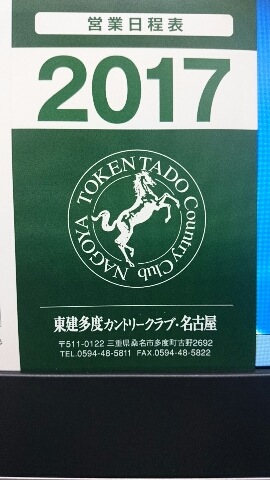 営業日程表
2017
NAGOYA TOKEN TADO Country Club
東建多度カントリークラブ・名古屋
〒511-0122 三重県桑名市多度町古野2692
TEL.0594-48-5811 FAX.0594-48-5822